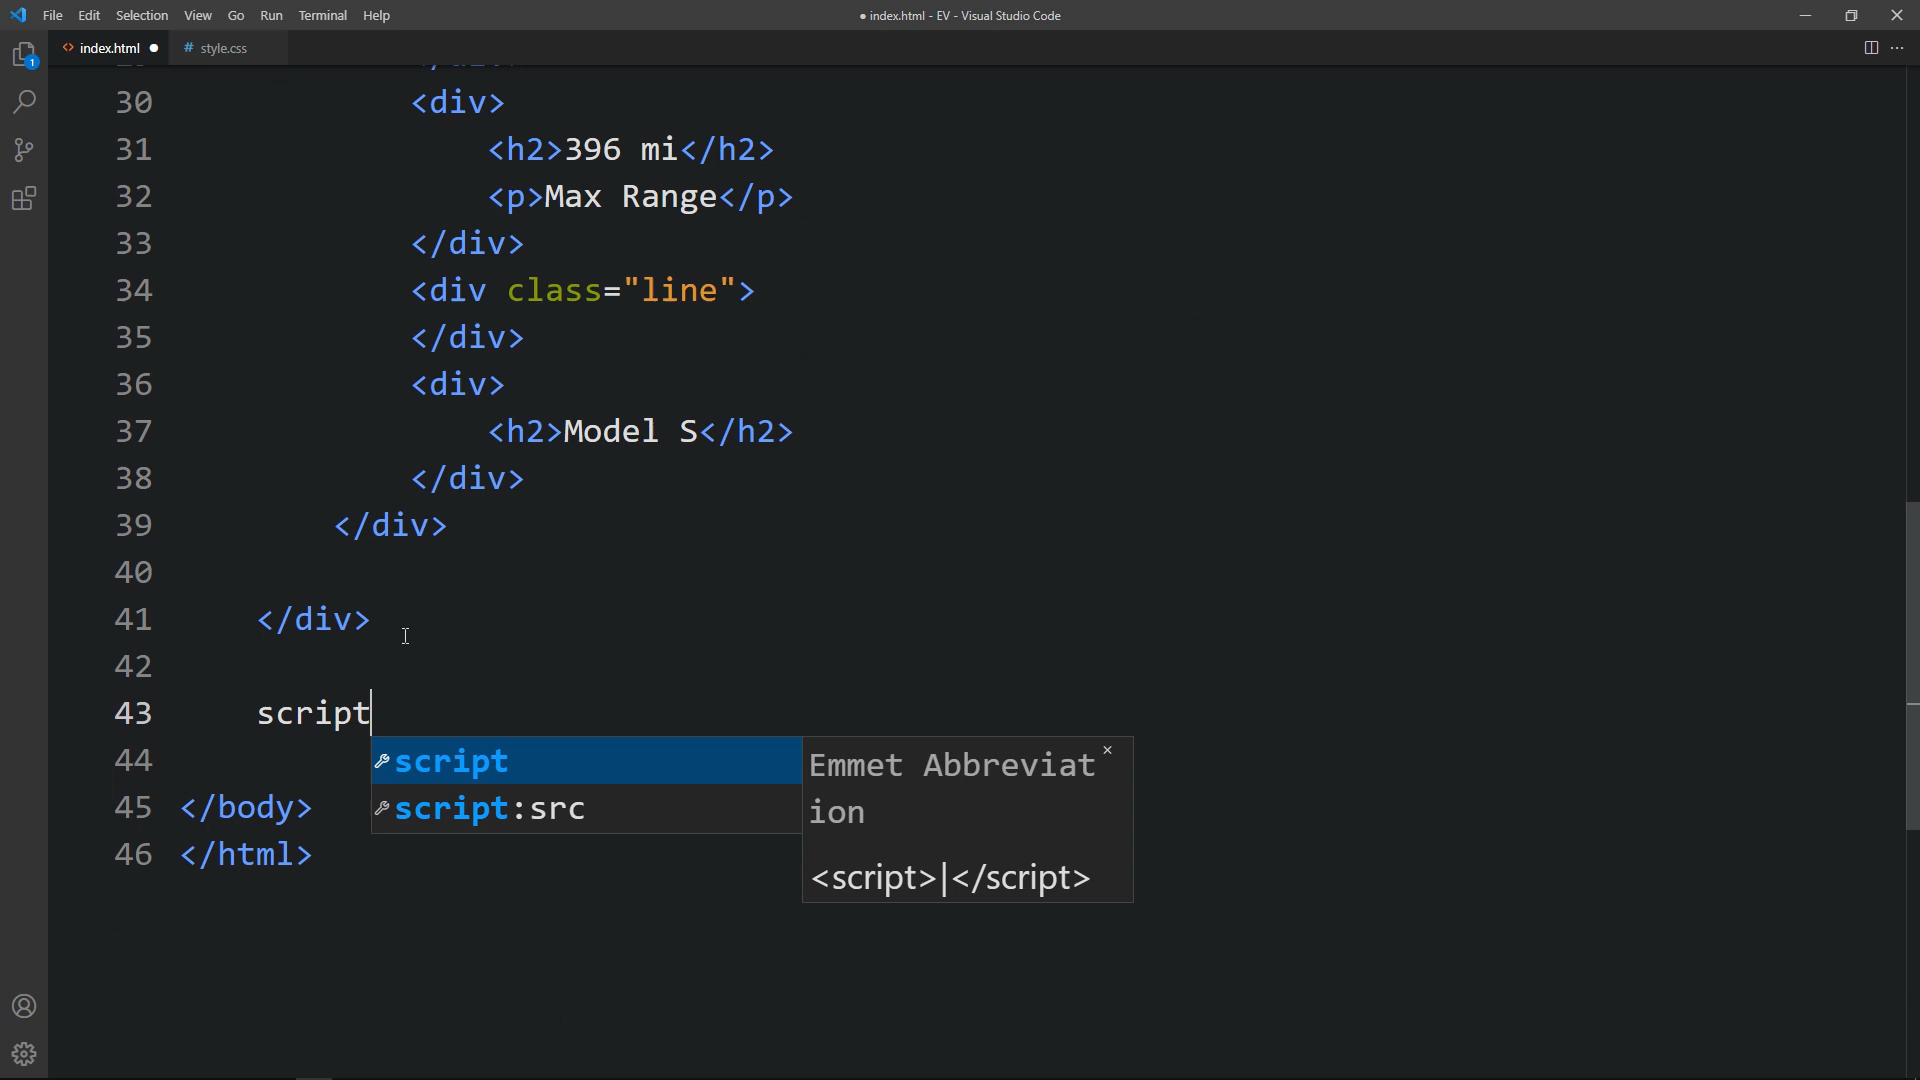 File Edit Selection View Go Run Terminal Help
● index.html - EV - Visual Studio Code
<> index.html ●
# style.css
1
30 <div>
31 <h2>396 mi</h2>
32 <p>Max Range</p>
33 </div>
34 <div class="line">
35 </div>
36 <div>
37 <h2>Model S</h2>
38 </div>
39 </div>
40
41 </div>
42
43 script
44
45 </body>
46 </html>
script
script:src
Emmet Abbreviat
ion
<script>|</script>